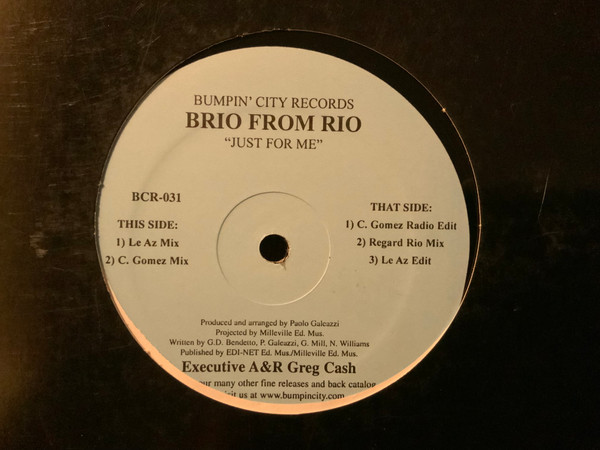 BUMPIN' CITY RECORDS
BRIO FROM RIO
"JUST FOR ME"
BCR-031
THIS SIDE:
1) Le Az Mix
2) C. Gomez Mix
THAT SIDE:
1) C. Gomez Radio Edit
2) Regard Rio Mix
3) Le Az Edit
Produced and arranged by Paolo Galeazzi
Projected by Milleville Ed. Mus.
Written by G.D. Bendetto, P. Galeazzi, G. Mill, N. Williams
Published by EDI-NET Ed. Mus./Milleville Ed. Mus.
Executive A&R Greg Cash
many other fine releases and back catalog
us at www.bumpincity.com